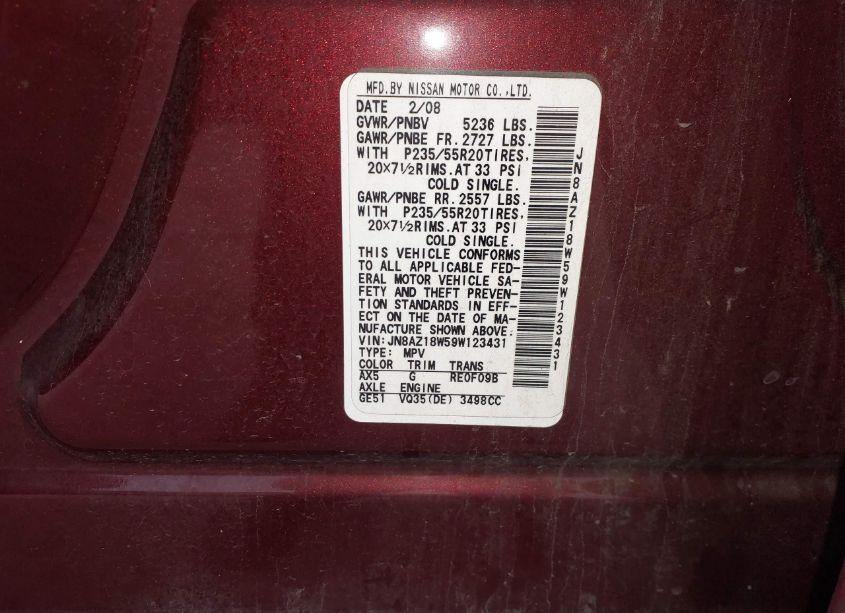 MFD.BY NISSAN MOTOR CO.,LTD.
DATE 2/08
GVWR/PNBV 5236 LBS.
GAWR/PNBE FR. 2727 LBS.
WITH P235/55R20TIRES,
20×7½RIMS.AT 33 PSI
COLD SINGLE.
GAWR/PNBE RR. 2557 LBS.
WITH P235/55R20TIRES,
20×7½RIMS.AT 33 PSI
COLD SINGLE.
THIS VEHICLE CONFORMS
TO ALL APPLICABLE FED-
ERAL MOTOR VEHICLE SA-
FETY AND THEFT PREVEN-
TION STANDARDS IN EFF-
ECT ON THE DATE OF MA-
NUFACTURE SHOWN ABOVE.
VIN:JN8AZ18W59W123431
TYPE: MPV
COLOR TRIM TRANS
AX5 G RE0F09B
AXLE ENGINE
GE51 VQ35(DE) 3498CC
JN8AZ18W59W123431